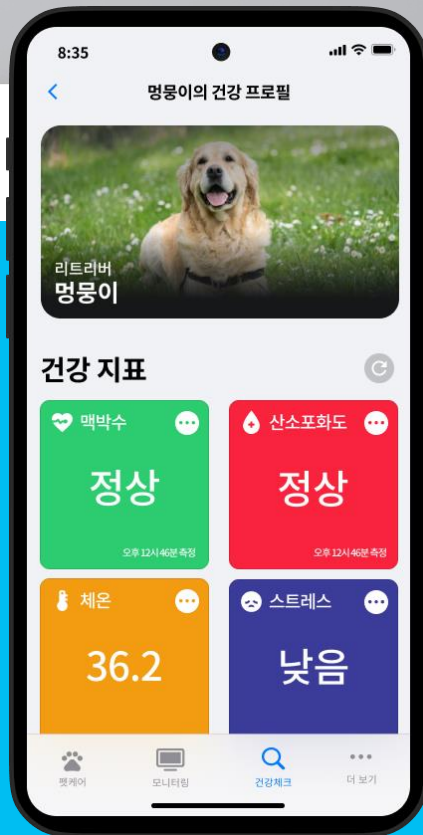 8:35
멍뭉이의 건강 프로필
리트리버
멍뭉이
건강 지표
맥박수
정상
오후 12시 46분 측정
산소포화도
정상
오후 12시 46분 측정
체온
36.2
스트레스
낮음
펫케어
모니터링
건강체크
더 보기